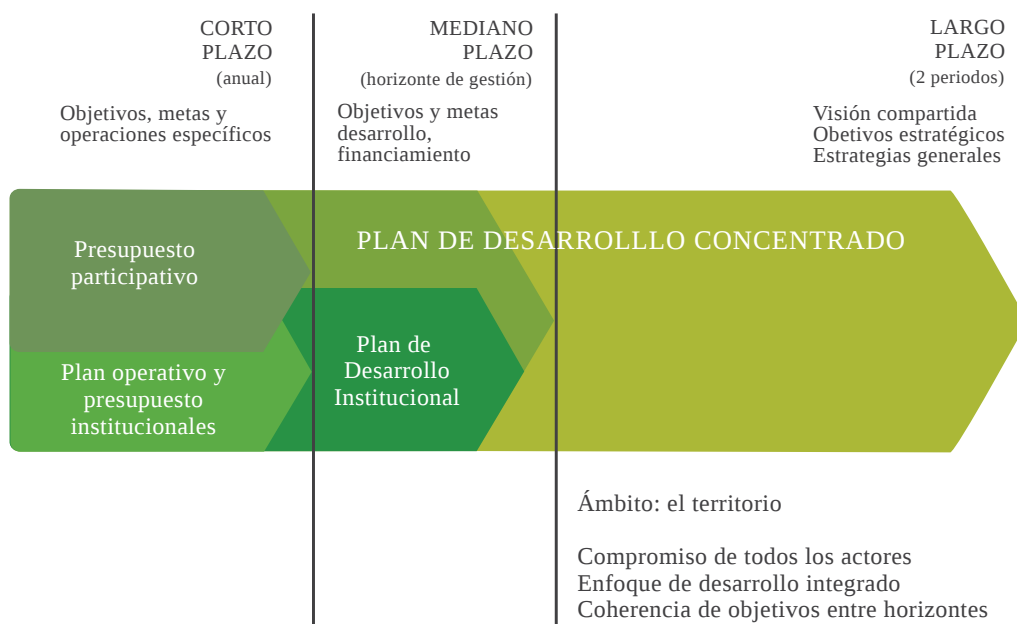 CORTO
PLAZO
(anual)
Objetivos, metas y
operaciones específicos
MEDIANO
PLAZO
(horizonte de gestión)
Objetivos y metas
desarrollo,
financiamiento
LARGO
PLAZO
(2 periodos)
Visión compartida
Obetivos estratégicos
Estrategias generales
PLAN DE DESARROLLLO CONCENTRADO
Presupuesto
participativo
Plan operativo y
presupuesto
institucionales
Plan de
Desarrollo
Institucional
Ámbito: el territorio
Compromiso de todos los actores
Enfoque de desarrollo integrado
Coherencia de objetivos entre horizontes